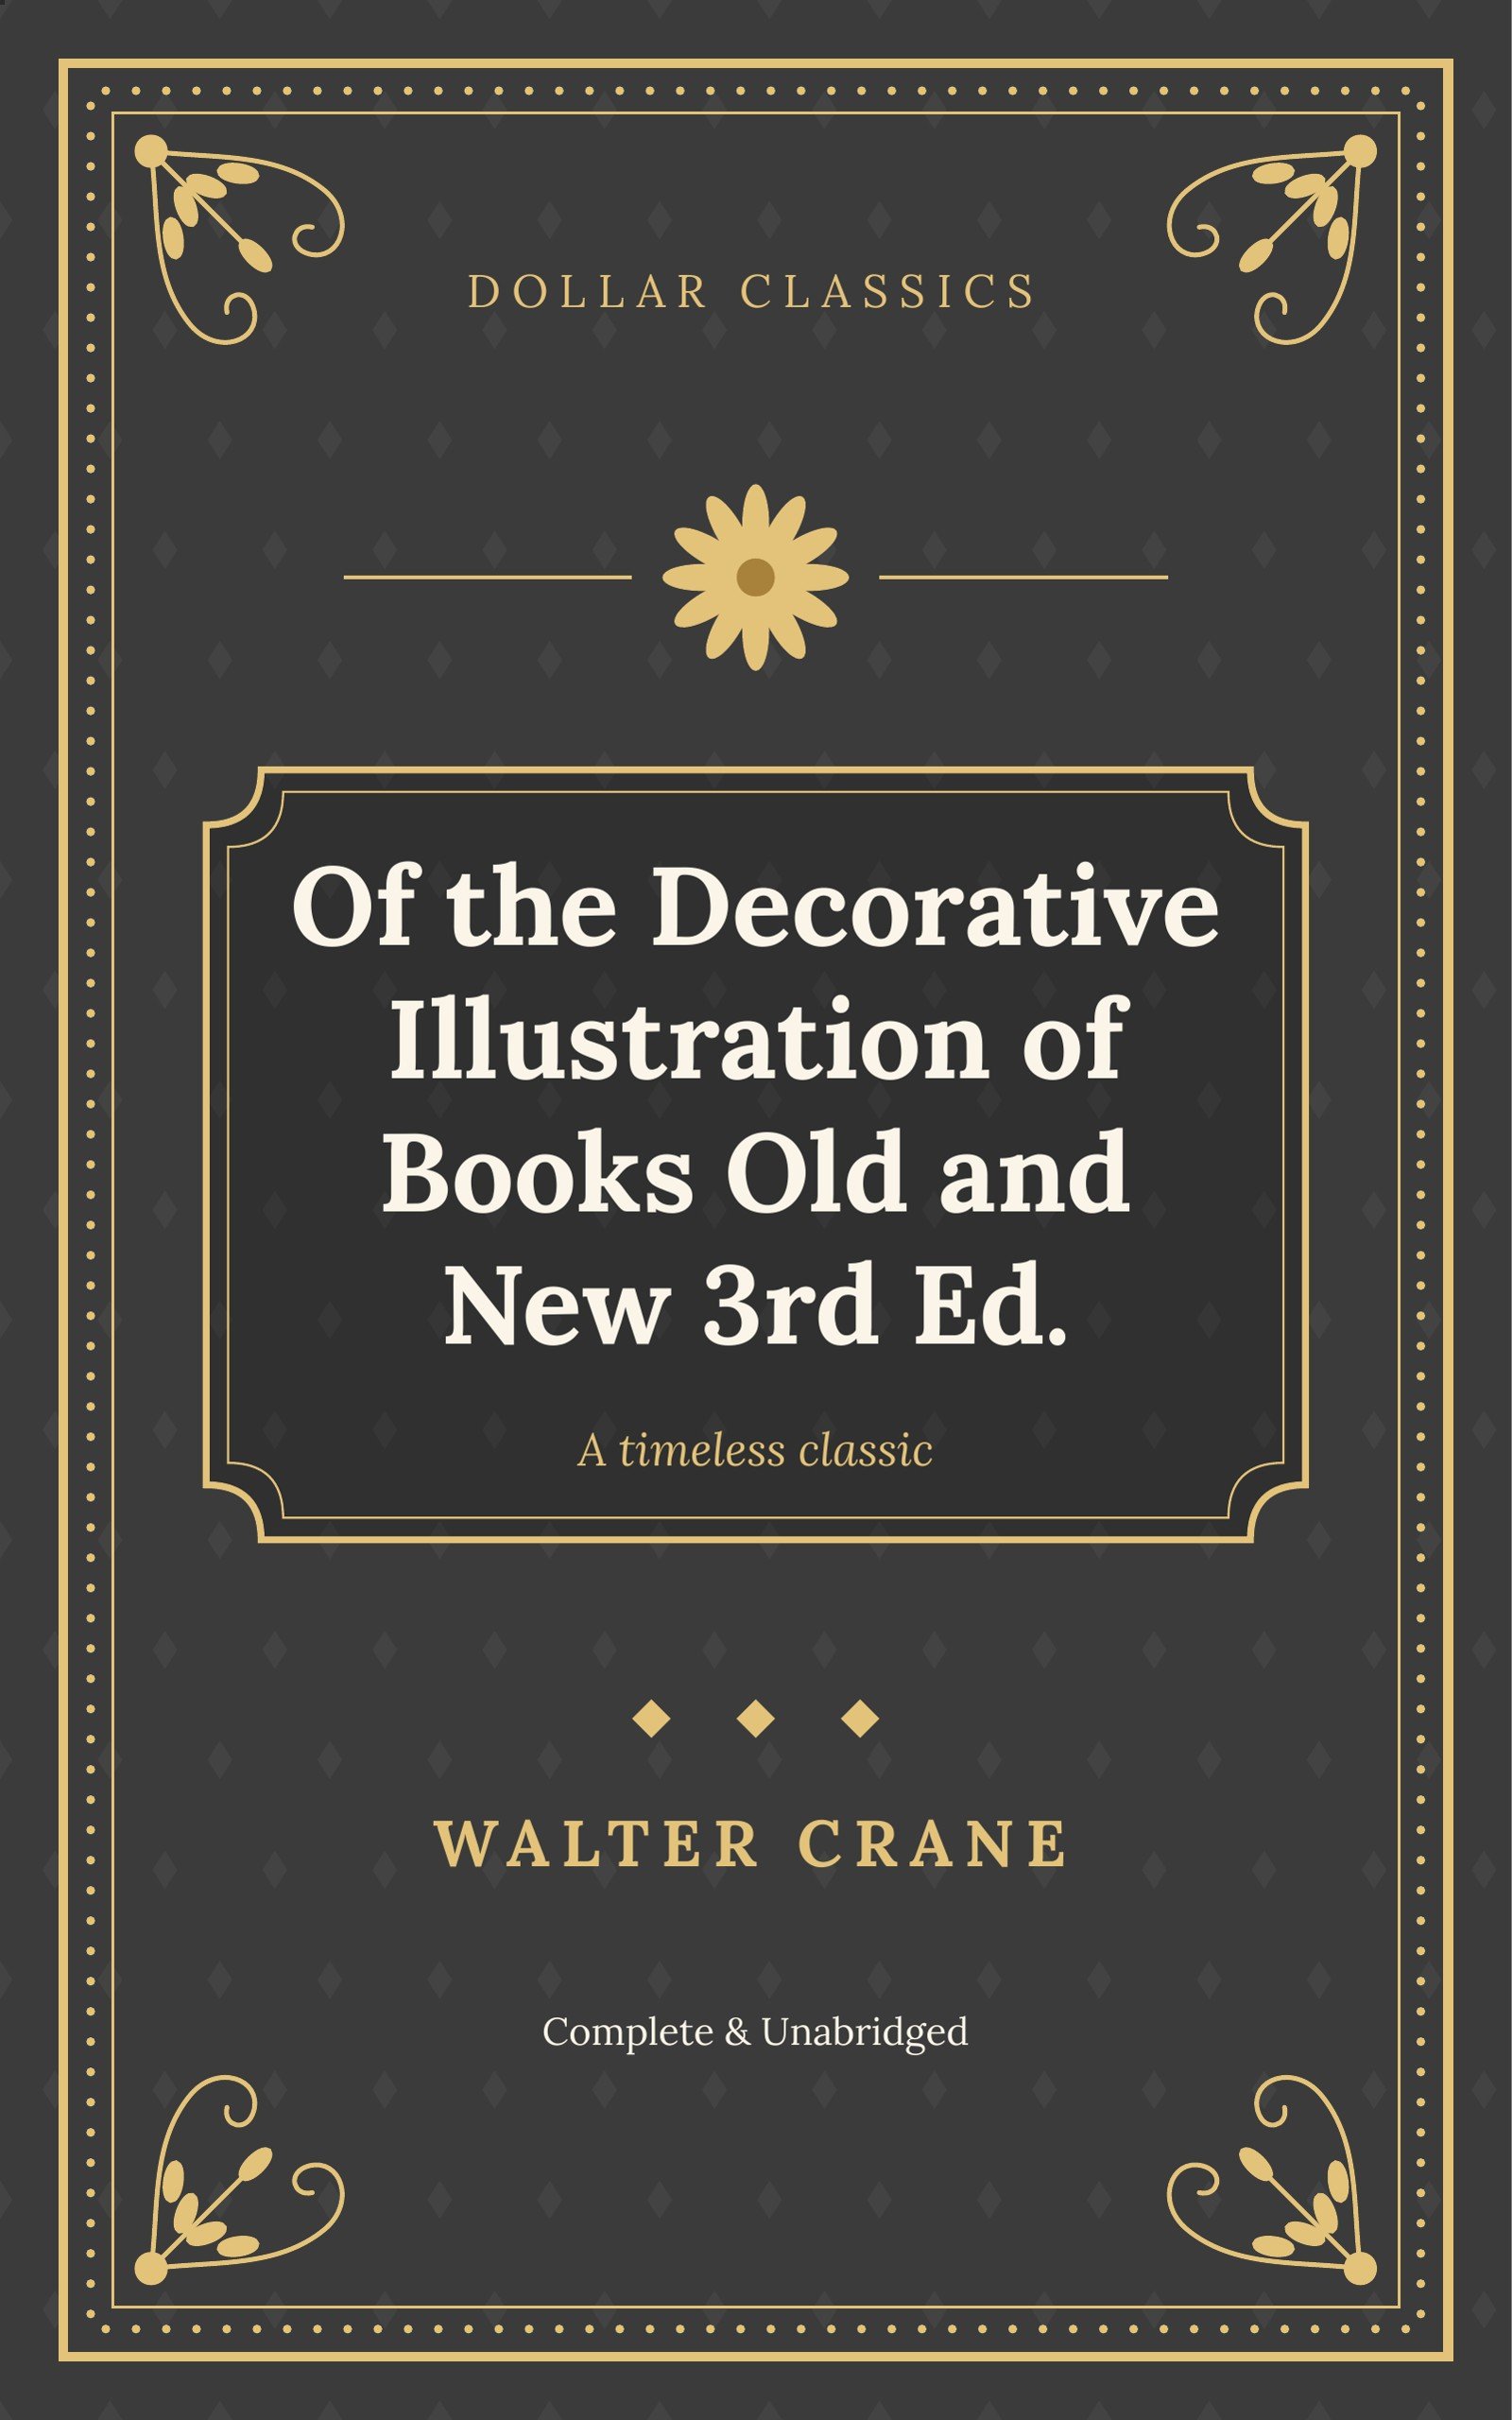 DOLLAR CLASSICS
Of the Decorative
Illustration of
Books Old and
New 3rd Ed.
A timeless classic
WALTER CRANE
Complete & Unabridged